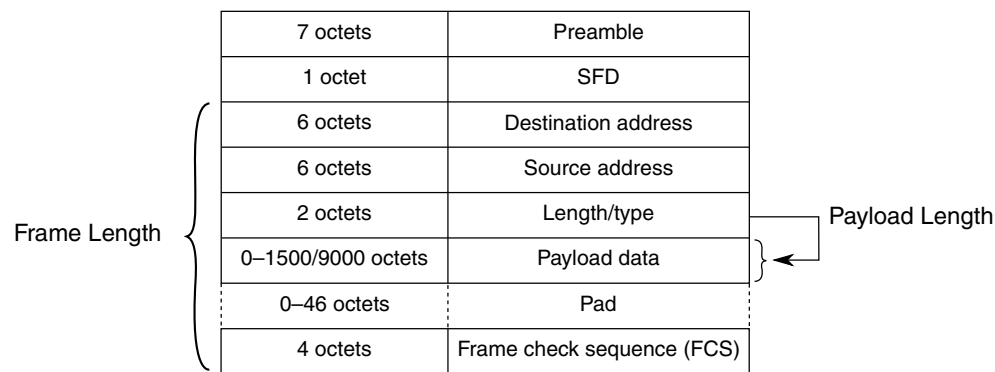 7 octets Preamble
1 octet SFD
6 octets Destination address
6 octets Source address
2 octets Length/type
Payload Length
Frame Length
0–1500/9000 octets Payload data
0–46 octets Pad
4 octets Frame check sequence (FCS)